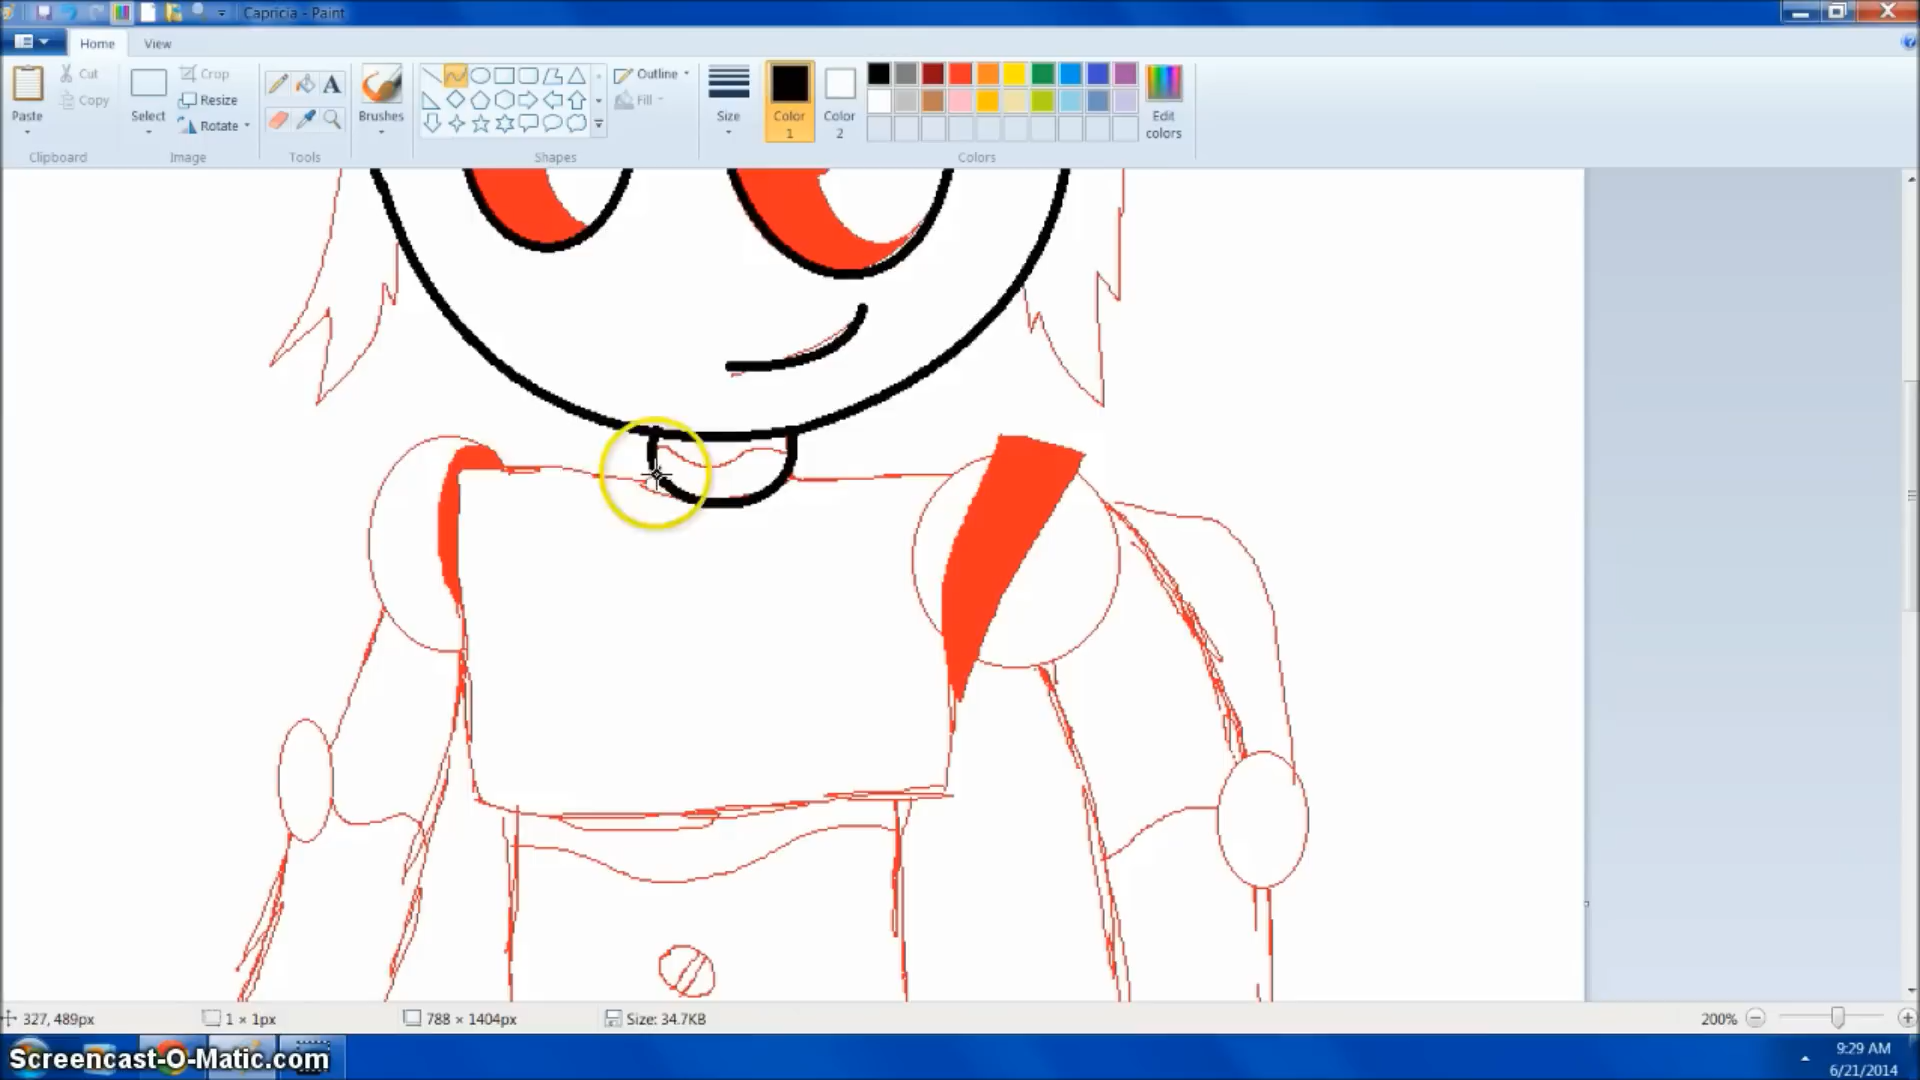 Capricia - Paint
Home View
Paste
Cut
Copy
Clipboard
Select
Crop
Resize
Rotate
Image
A
Tools
Brushes
Shapes
Outline
Fill
Size
Color 1
Color 2
Edit colors
Colors
327, 489px 1 × 1px 788 × 1404px Size: 34.7KB 200%
Screencast-O-Matic.com
9:29 AM
6/21/2014